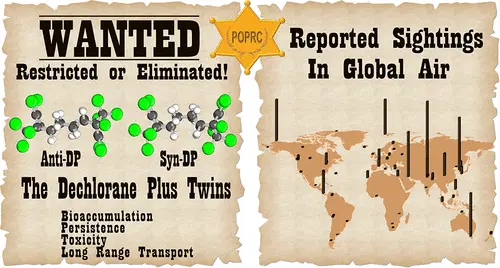 WANTED
Restricted or Eliminated!
Anti-DP
Syn-DP
The Dechlorane Plus Twins
Bioaccumulation
Persistence
Toxicity
Long Range Transport
POPRC
Reported Sightings
In Global Air